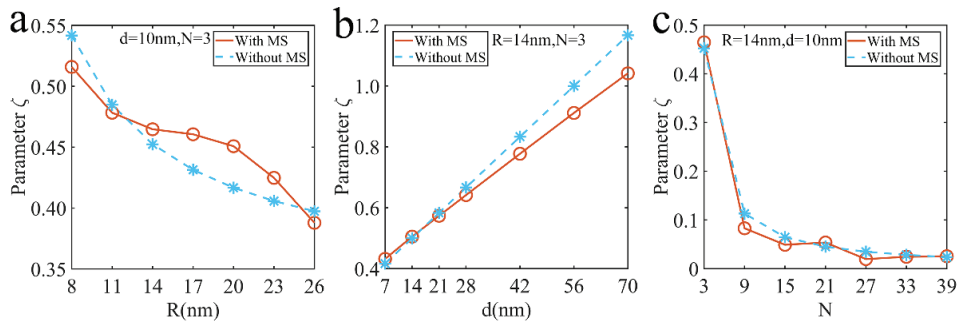 a
d=10nm,N=3
With MS
Without MS
Parameter ζ
0.55
0.50
0.45
0.40
0.35
8 11 14 17 20 23 26
R(nm)
b
R=14nm,N=3
With MS
Without MS
Parameter ζ
1.2
1.0
0.8
0.6
0.4
7 14 21 28 42 56 70
d(nm)
c
R=14nm,d=10nm
With MS
Without MS
Parameter ζ
0.5
0.4
0.3
0.2
0.1
0
3 9 15 21 27 33 39
N